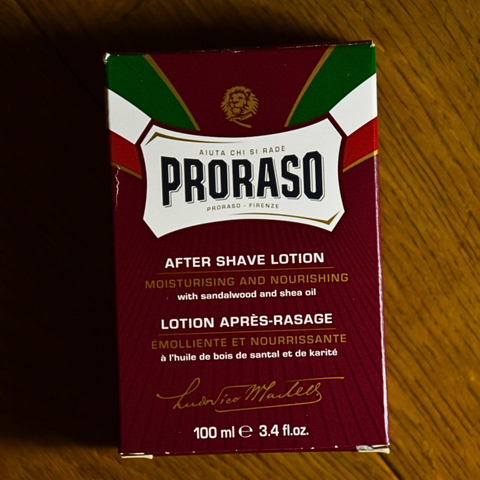 AIUTA CHI SI RADE
PRORASO
PRORASO - FIRENZE
AFTER SHAVE LOTION
MOISTURISING AND NOURISHING
with sandalwood and shea oil
LOTION APRÈS-RASAGE
ÉMOLLIENTE ET NOURRISSANTE
à l'huile de bois de santal et de karité
Ludovico Martelli
100 ml ℮ 3.4 fl.oz.